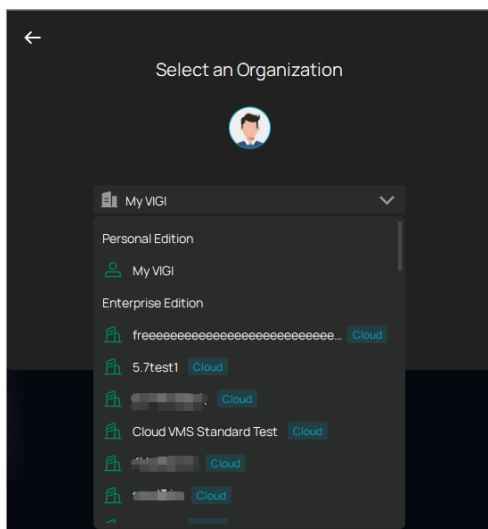 Select an Organization
My VIGI
Personal Edition
My VIGI
Enterprise Edition
freeeeeeeeeeeeeeeeeeeeeeeeeee... Cloud
5.7test1 Cloud
Cloud
Cloud VMS Standard Test Cloud
Cloud
Cloud